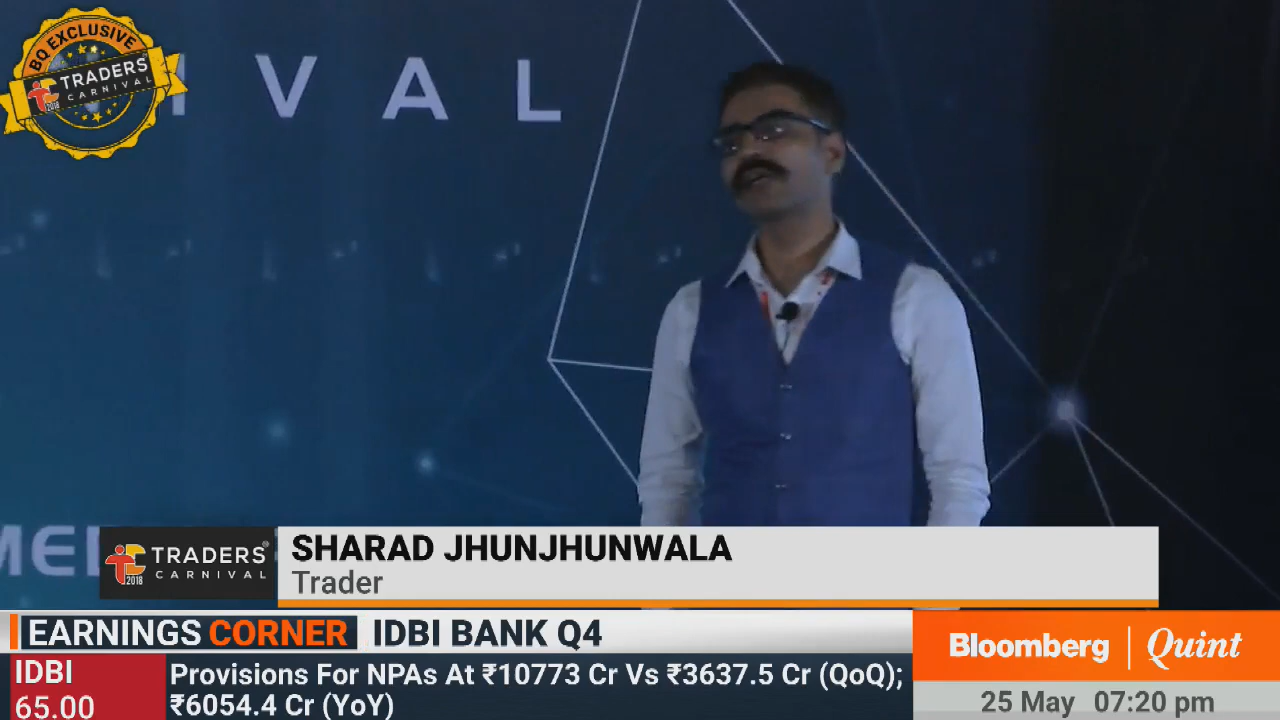 BQ EXCLUSIVE
TRADERS
CARNIVAL
2018
IVAL
MED
TRADERS
CARNIVAL
2018
SHARAD JHUNJHUNWALA
Trader
EARNINGS CORNER IDBI BANK Q4
IDBI
65.00
Provisions For NPAs At ₹10773 Cr Vs ₹3637.5 Cr (QoQ);
₹6054.4 Cr (YoY)
Bloomberg | Quint
25 May 07:20 pm